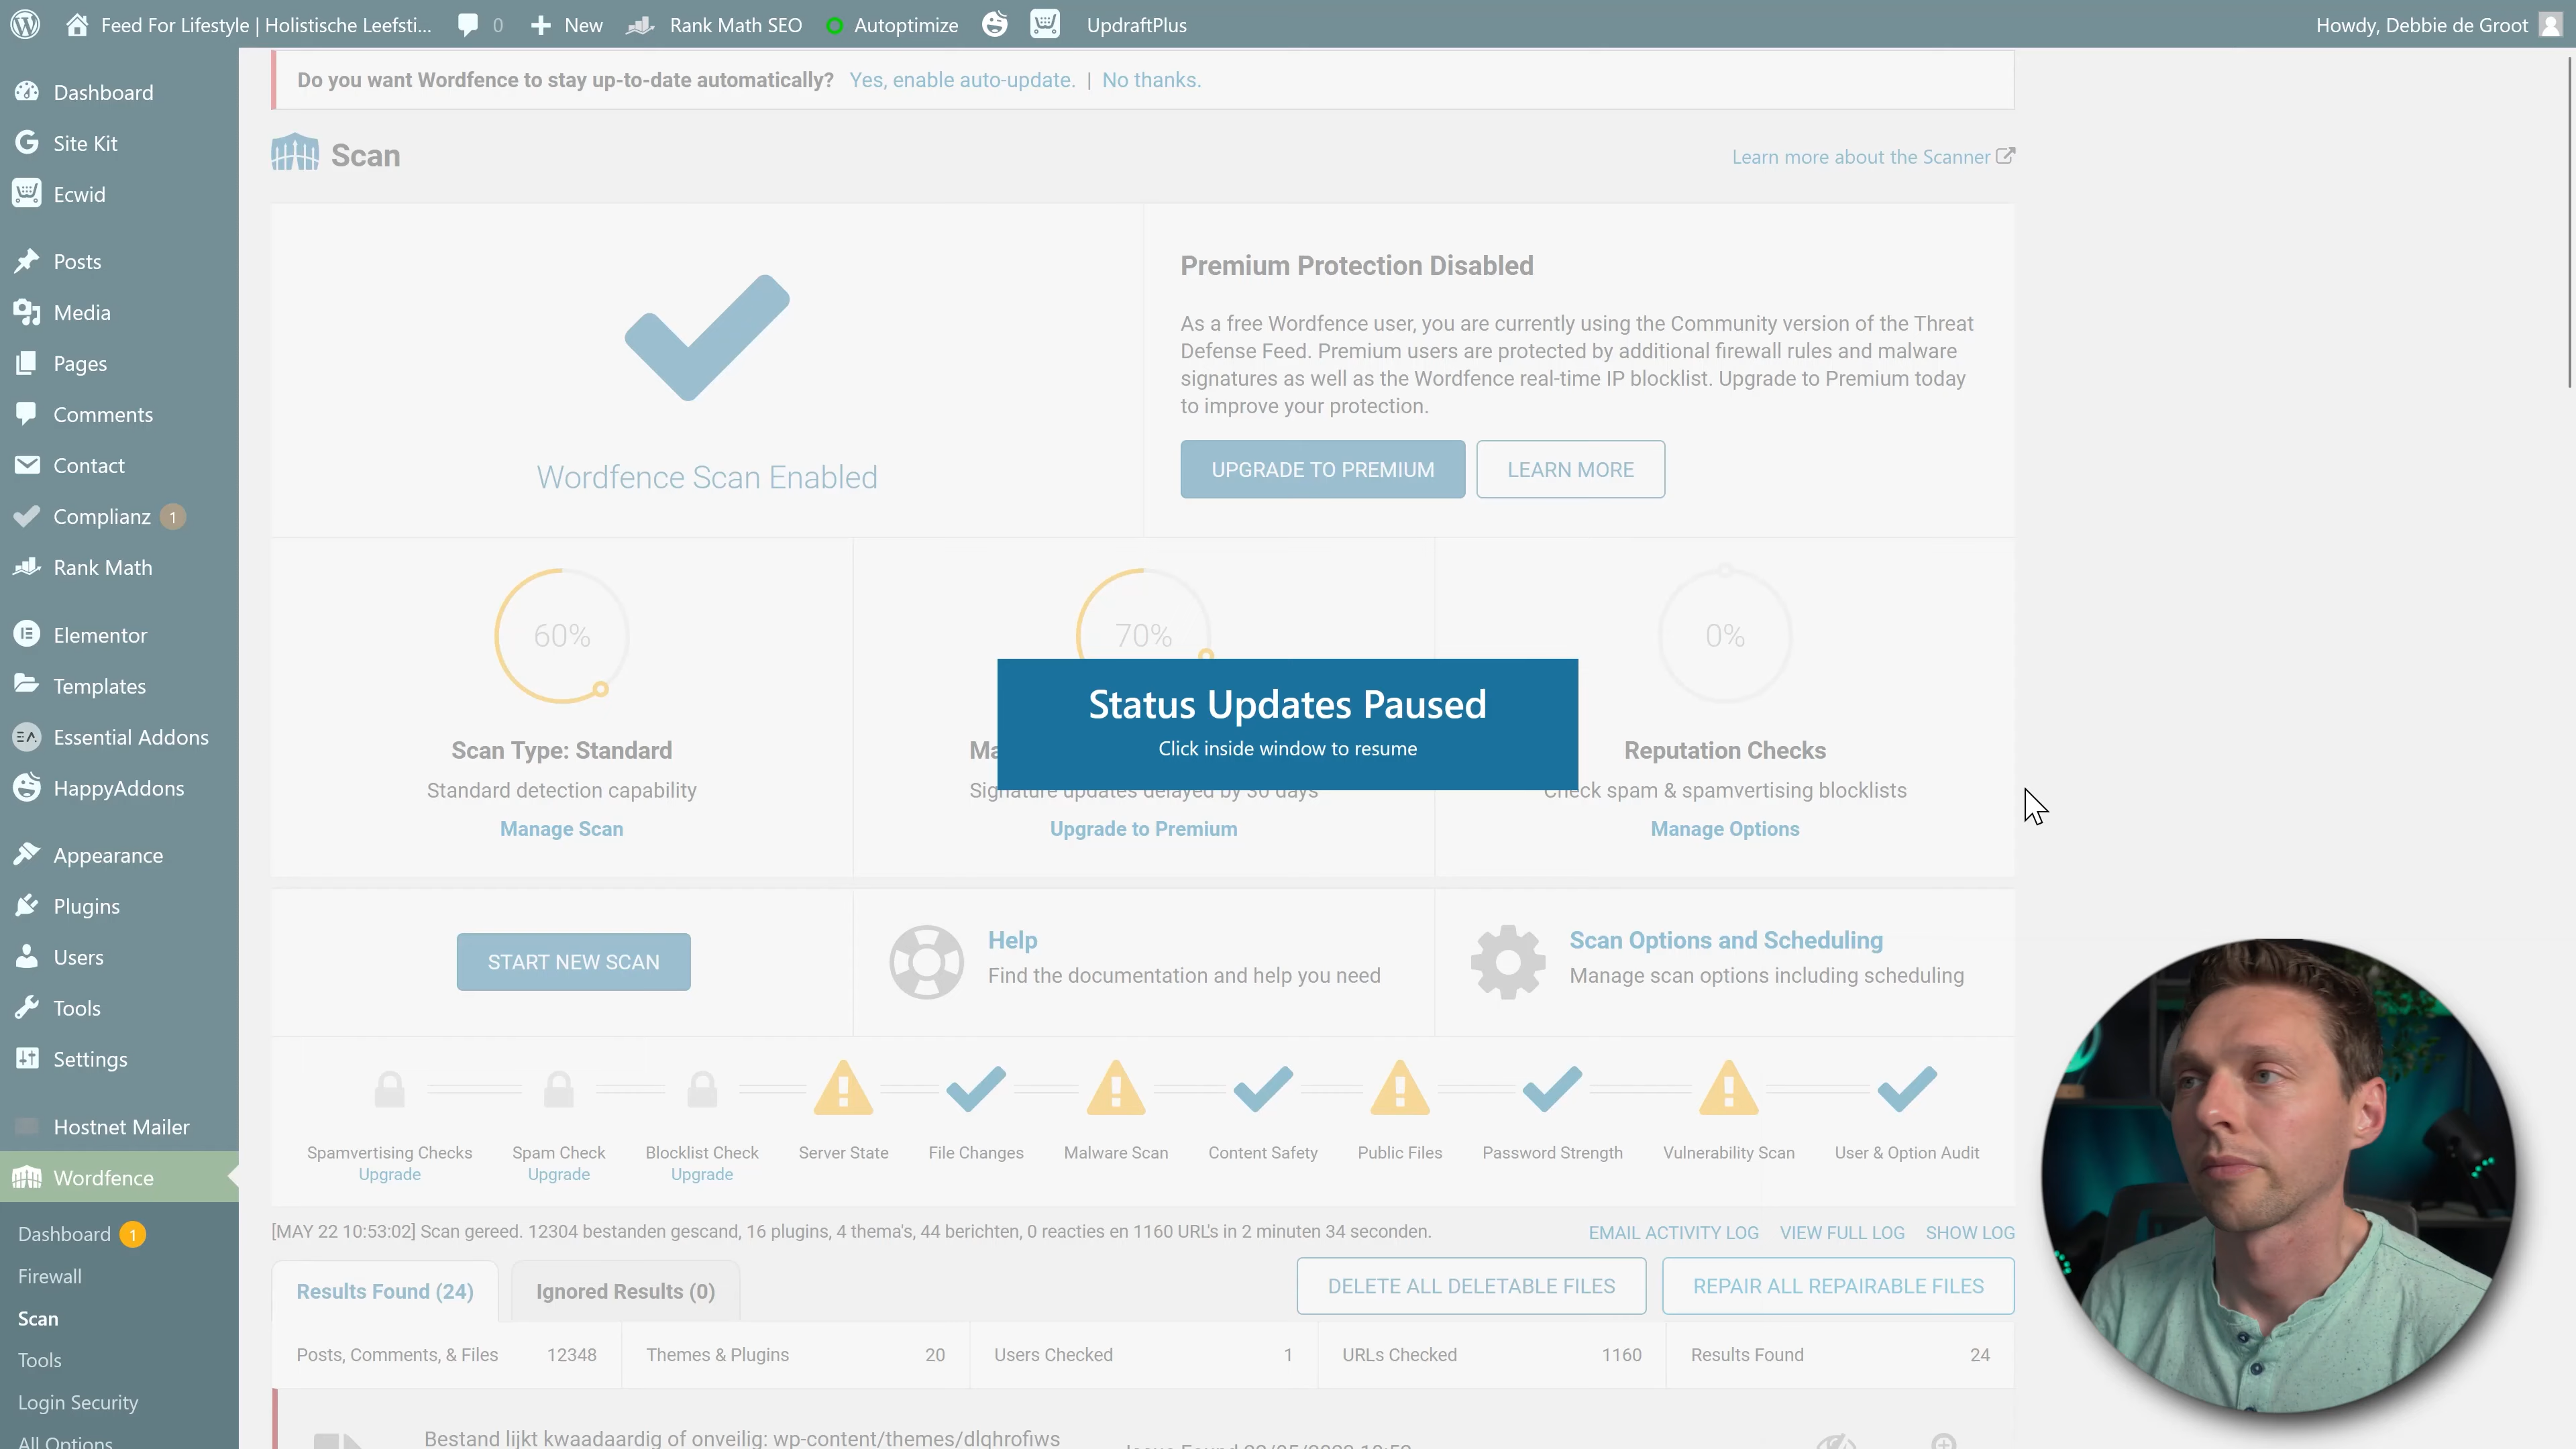 Feed For Lifestyle | Holistische Leefsti...
0
New
Rank Math SEO
Autoptimize
UpdraftPlus
Howdy, Debbie de Groot
Dashboard
Site Kit
Ecwid
Posts
Media
Pages
Comments
Contact
Complianz 1
Rank Math
Elementor
Templates
Essential Addons
HappyAddons
Appearance
Plugins
Users
Tools
Settings
Hostnet Mailer
Wordfence
Dashboard 1
Firewall
Scan
Tools
Login Security
All Options
Do you want Wordfence to stay up-to-date automatically? Yes, enable auto-update. | No thanks.
Scan
Learn more about the Scanner
Wordfence Scan Enabled
Premium Protection Disabled
As a free Wordfence user, you are currently using the Community version of the Threat
Defense Feed. Premium users are protected by additional firewall rules and malware
signatures as well as the Wordfence real-time IP blocklist. Upgrade to Premium today
to improve your protection.
UPGRADE TO PREMIUM
LEARN MORE
60%
Scan Type: Standard
Standard detection capability
Manage Scan
70%
Status Updates Paused
Click inside window to resume
Signature updates delayed by 30 days
Upgrade to Premium
0%
Reputation Checks
Check spam & spamvertising blocklists
Manage Options
START NEW SCAN
Help
Find the documentation and help you need
Scan Options and Scheduling
Manage scan options including scheduling
Spamvertising Checks
Upgrade
Spam Check
Upgrade
Blocklist Check
Upgrade
Server State
File Changes
Malware Scan
Content Safety
Public Files
Password Strength
Vulnerability Scan
User & Option Audit
[MAY 22 10:53:02] Scan gereed. 12304 bestanden gescand, 16 plugins, 4 thema's, 44 berichten, 0 reacties en 1160 URL's in 2 minuten 34 seconden.
EMAIL ACTIVITY LOG
VIEW FULL LOG
SHOW LOG
Results Found (24)
Ignored Results (0)
DELETE ALL DELETABLE FILES
REPAIR ALL REPAIRABLE FILES
Posts, Comments, & Files 12348
Themes & Plugins 20
Users Checked 1
URLs Checked 1160
Results Found 24
Bestand lijkt kwaadaardig of onveilig: wp-content/themes/dlqhrofiws
Issue Found